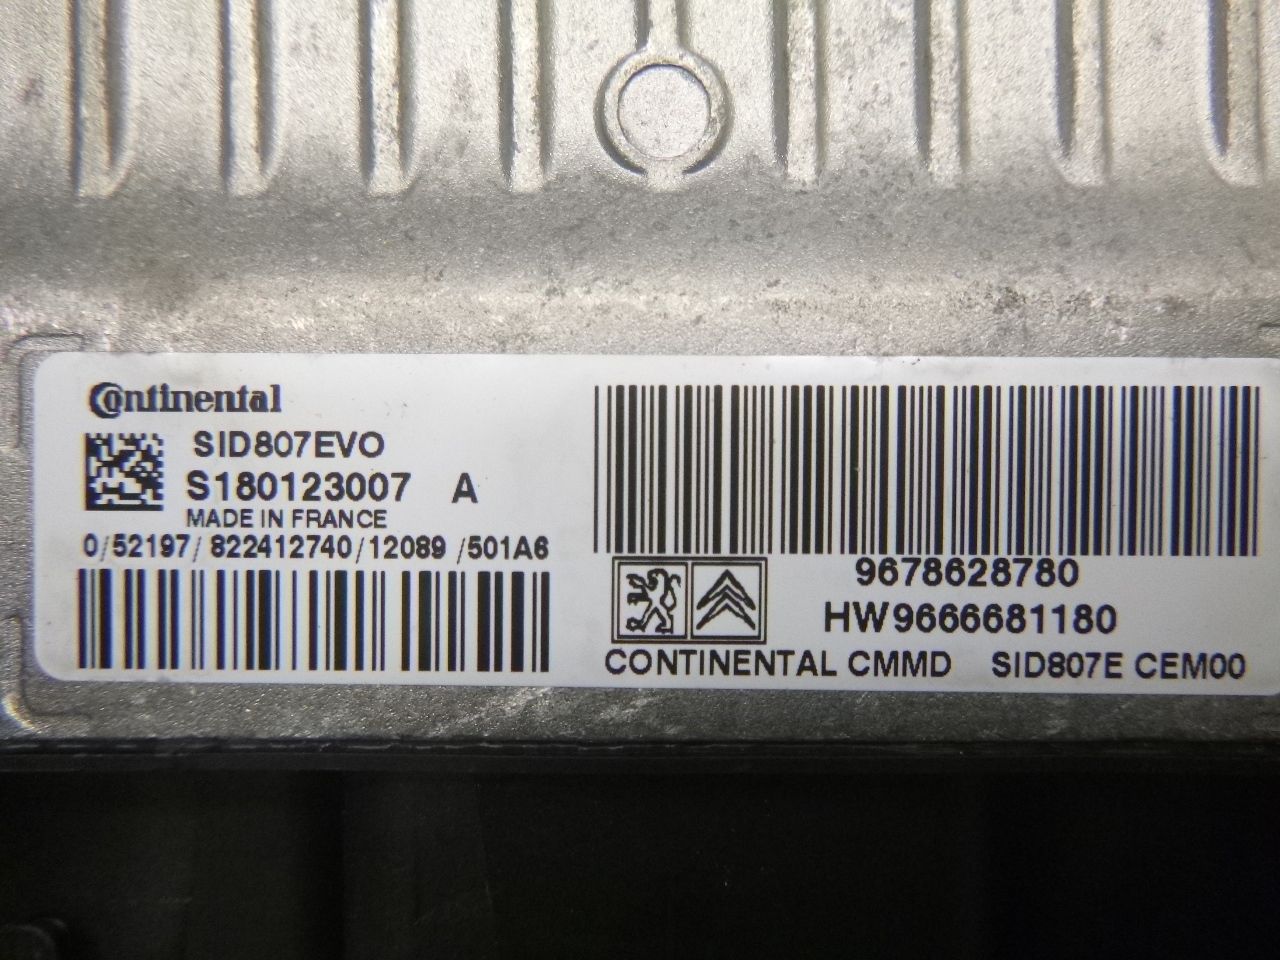 Continental
SID807EVO
S180123007 A
MADE IN FRANCE
0/52197/822412740/12089/501A6
9678628780
HW9666681180
CONTINENTAL CMMD SID807E CEM00